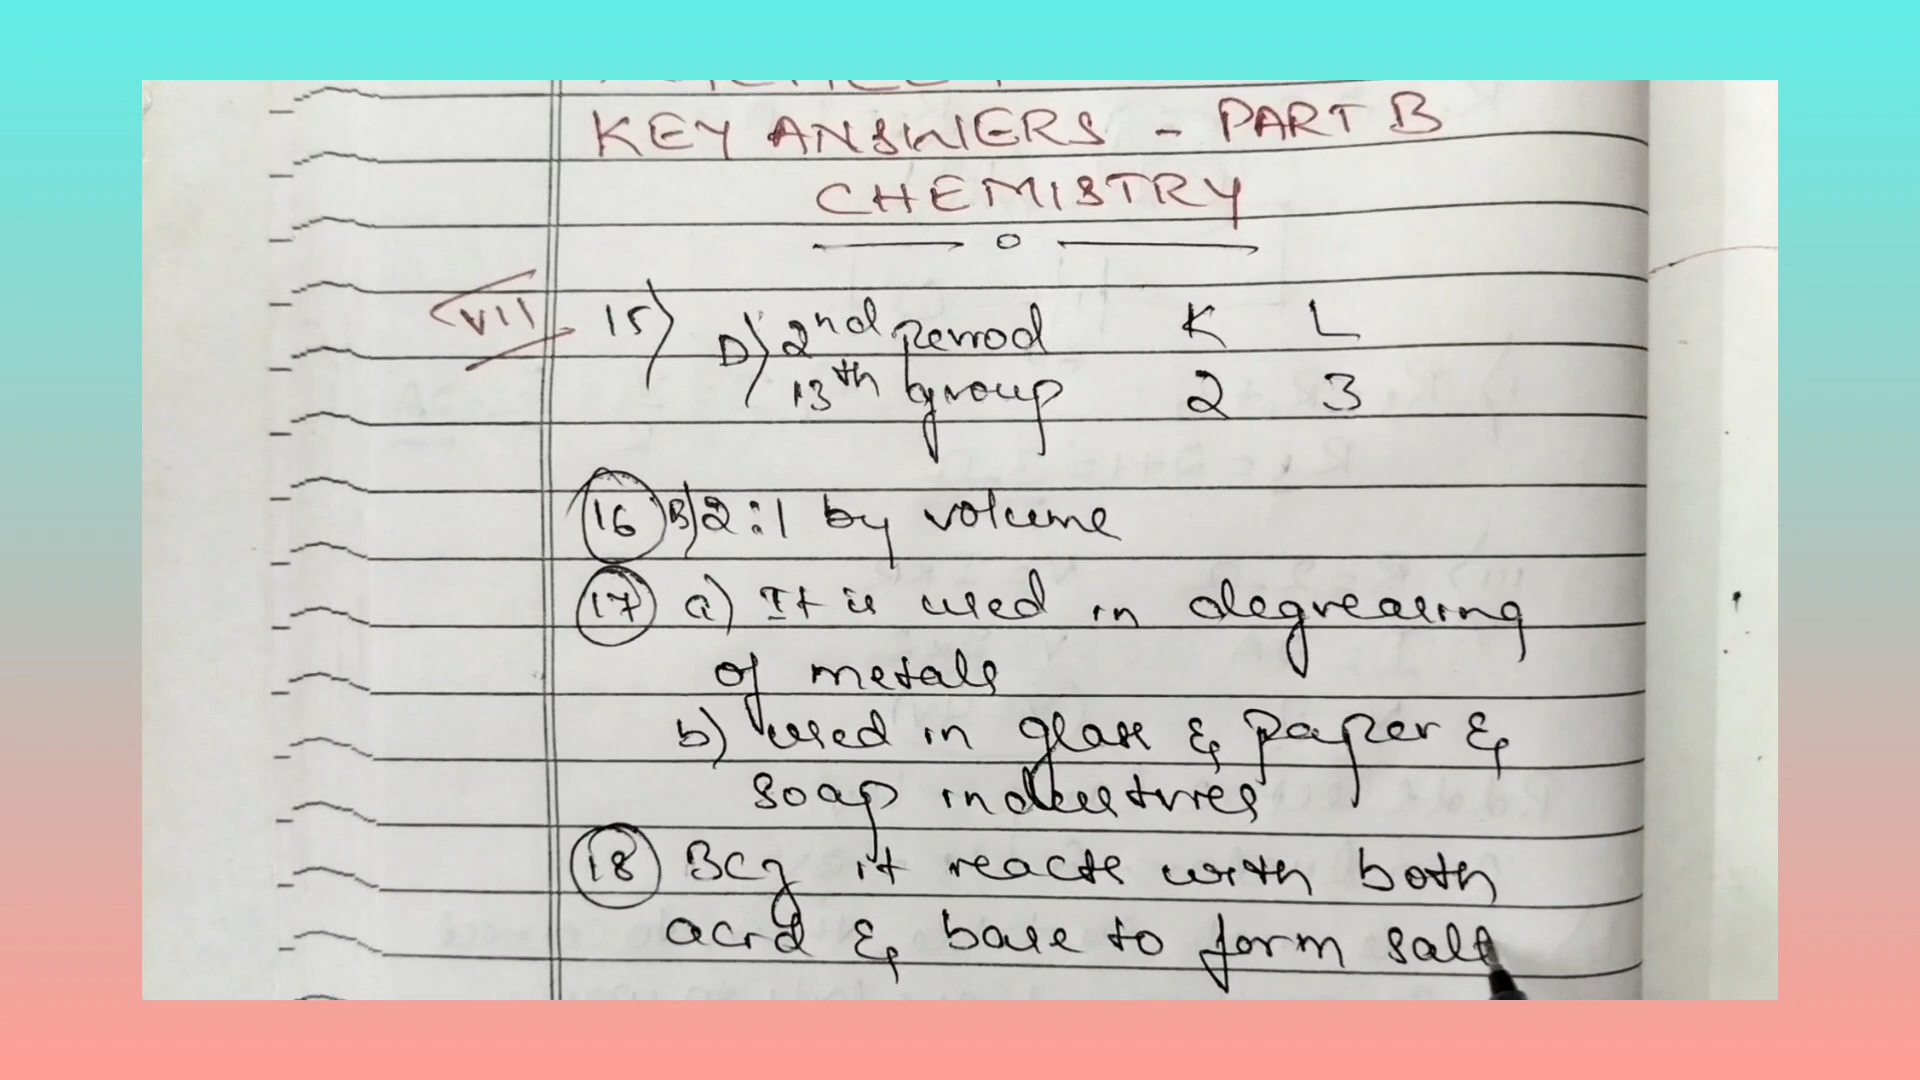 KEY ANSWERS - PART B
CHEMISTRY
VII 15) D) 2nd period K L
13th group 2 3
16 B) 2:1 by volume
17 a) It is used in degreasing
of metals
b) used in glass & paper &
soap industries
18 Bcz it reacts with both
acid & base to form salt